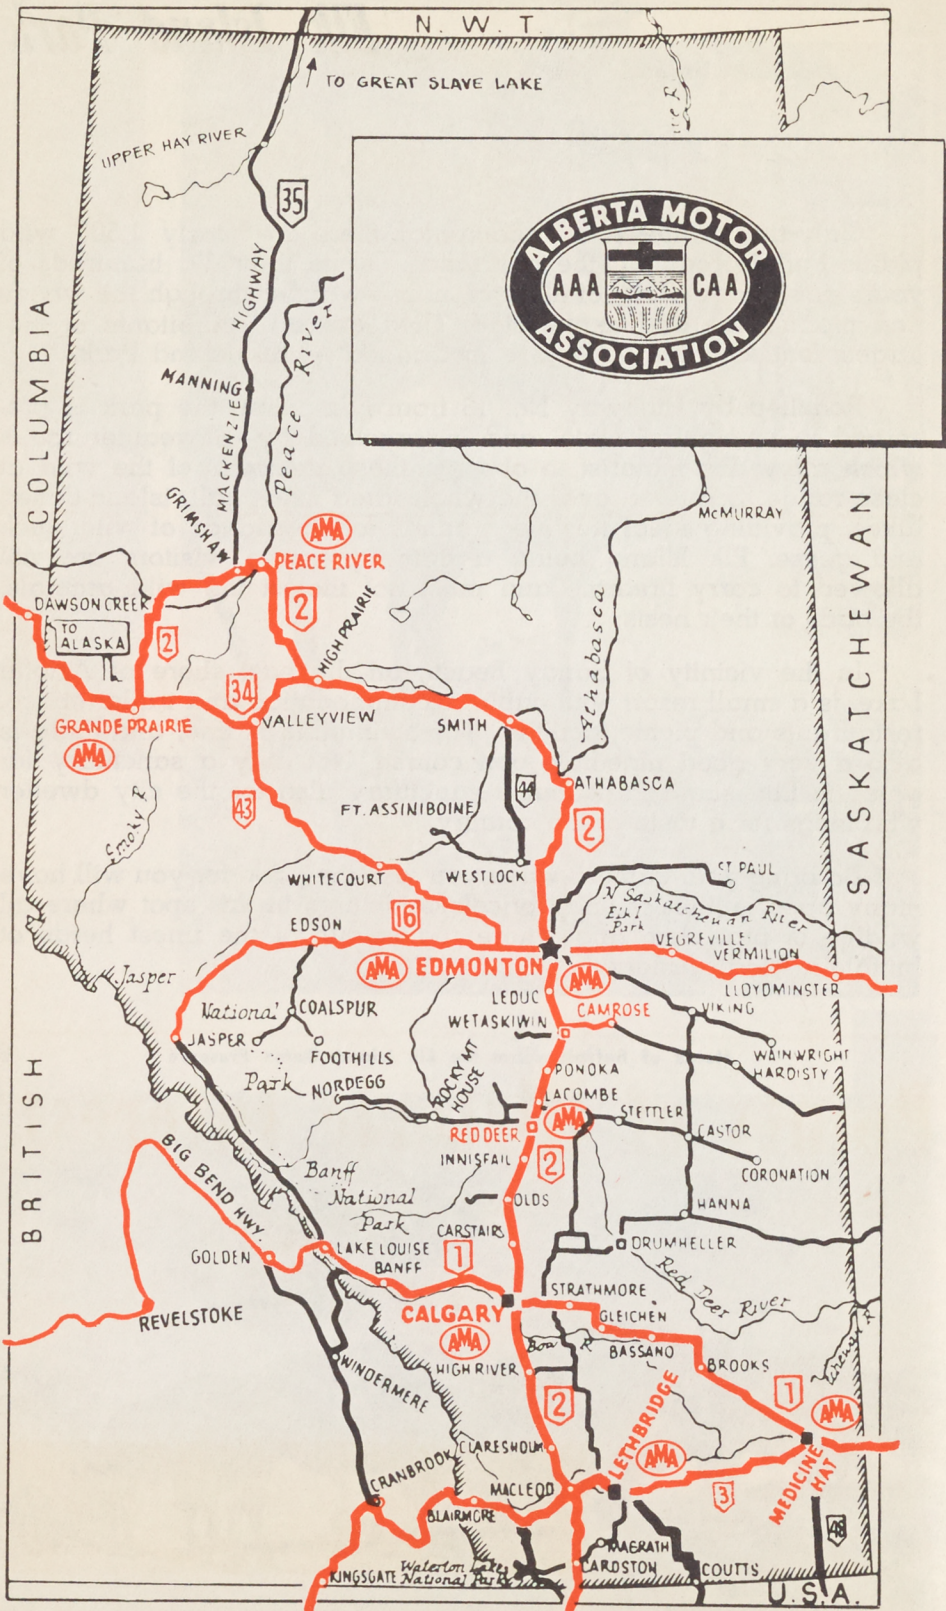 N. W. T.
TO GREAT SLAVE LAKE
UPPER HAY RIVER
35
ALBERTA MOTOR
AAA CAA
ASSOCIATION
COLUMBIA
MACKENZIE HIGHWAY
MANNING
Peace River
GRIMSHAW
AMA
PEACE RIVER
McMURRAY
SASKATCHEWAN
DAWSON CREEK
TO
ALASKA
2
2
HIGH PRAIRIE
34
GRANDE PRAIRIE
AMA
VALLEYVIEW
SMITH
Athabasca
43
Smoky R.
44
ATHABASCA
FT. ASSINIBOINE
2
WHITECOURT
WESTLOCK
ST PAUL
N Saskatchewan River
Elk I
Park
16
EDSON
VEGREVILLE
VERMILION
AMA
EDMONTON
AMA
LLOYDMINSTER
Jasper
National
Park
LEDUC
CAMROSE
VIKING
COALSPUR
WETASKIWIN
JASPER
FOOTHILLS
WAINWRIGHT
HARDISTY
NORDEGG
ROCKY MT
HOUSE
PONOKA
LACOMBE
AMA
STETTLER
RED DEER
CASTOR
INNISFAIL
2
CORONATION
BRITISH
BIG BEND HWY.
Banff
National
Park
OLDS
HANNA
CARSTAIRS
DRUMHELLER
GOLDEN
LAKE LOUISE
BANFF
1
Red Deer River
STRATHMORE
REVELSTOKE
CALGARY
GLEICHEN
AMA
Bow R
BASSANO
HIGH RIVER
BROOKS
WINDERMERE
2
LETHBRIDGE
1
AMA
CLARESHOLM
AMA
CRANBROOK
MACLEOD
MEDICINE
HAT
3
BLAIRMORE
48
MAGRATH
KINGSGATE
Waterton Lakes
National Park
CARDSTON
COUTTS
U.S.A.